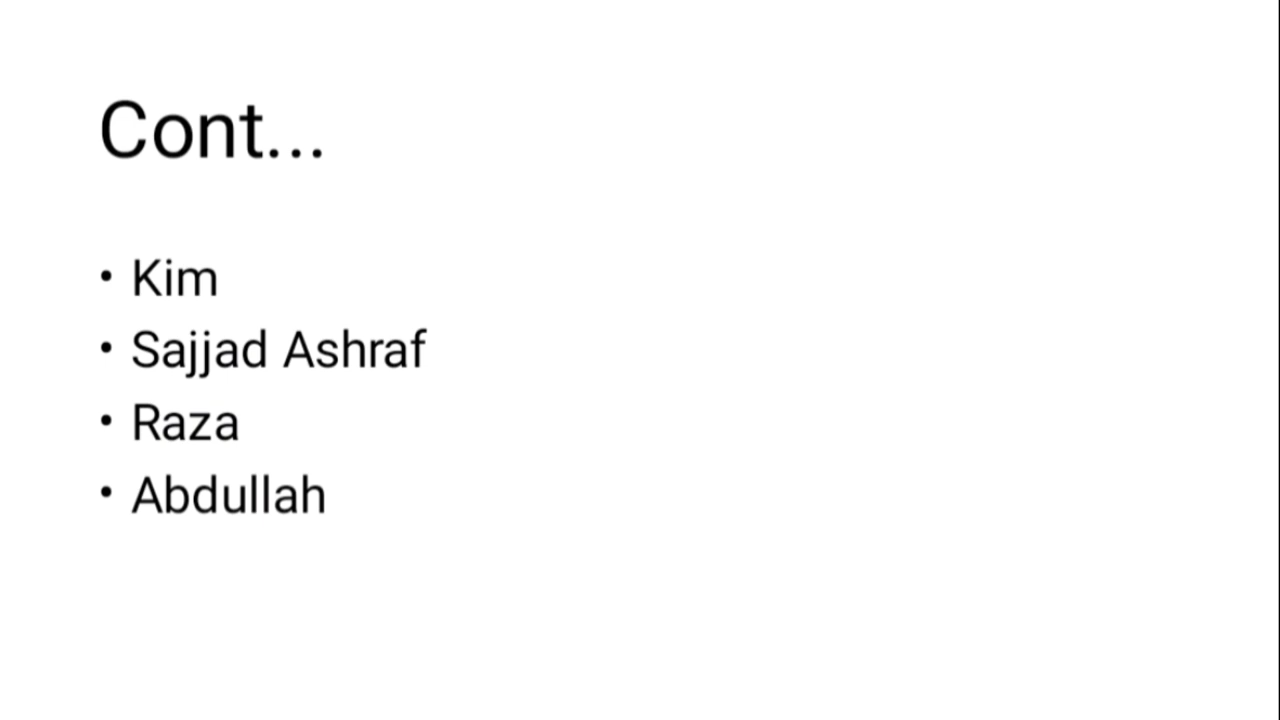 Cont...
• Kim
• Sajjad Ashraf
• Raza
• Abdullah